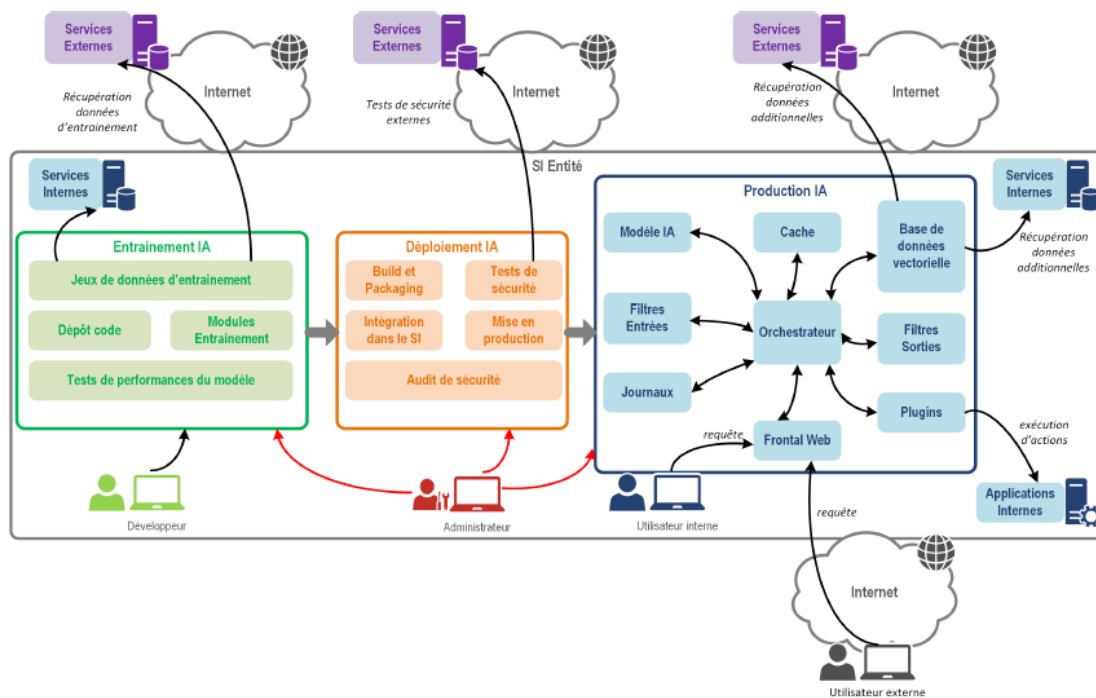 Services
Externes
Internet
Récupération
données
d'entrainement
Services
Externes
Internet
Tests de sécurité
externes
Services
Externes
Internet
Récupération
données
additionnelles
SI Entité
Services
Internes
Entrainement IA
Jeux de données d'entrainement
Dépôt code
Modules
Entrainement
Tests de performances du modèle
Déploiement IA
Build et
Packaging
Tests de
sécurité
Intégration
dans le SI
Mise en
production
Audit de sécurité
Production IA
Modèle IA
Cache
Base de
données
vectorielle
Filtres
Entrées
Orchestrateur
Filtres
Sorties
Journaux
Frontal Web
Plugins
requête
Services
Internes
Récupération
données
additionnelles
exécution
d'actions
Applications
Internes
Développeur
Administrateur
Utilisateur interne
requête
Internet
Utilisateur externe